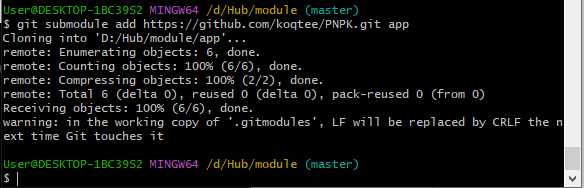 User@DESKTOP-1BC39S2 MINGW64 /d/Hub/module (master)
$ git submodule add https://github.com/koqtee/PNPK.git app
Cloning into 'D:/Hub/module/app'...
remote: Enumerating objects: 6, done.
remote: Counting objects: 100% (6/6), done.
remote: Compressing objects: 100% (2/2), done.
remote: Total 6 (delta 0), reused 0 (delta 0), pack-reused 0 (from 0)
Receiving objects: 100% (6/6), done.
warning: in the working copy of '.gitmodules', LF will be replaced by CRLF the n
ext time Git touches it
User@DESKTOP-1BC39S2 MINGW64 /d/Hub/module (master)
$